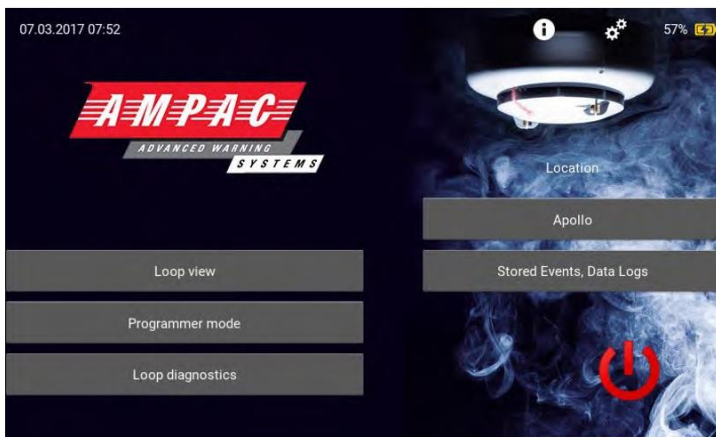 07.03.2017 07:52
57%
AMPAC
ADVANCED WARNING
SYSTEMS
Location
Apollo
Loop view
Stored Events, Data Logs
Programmer mode
Loop diagnostics